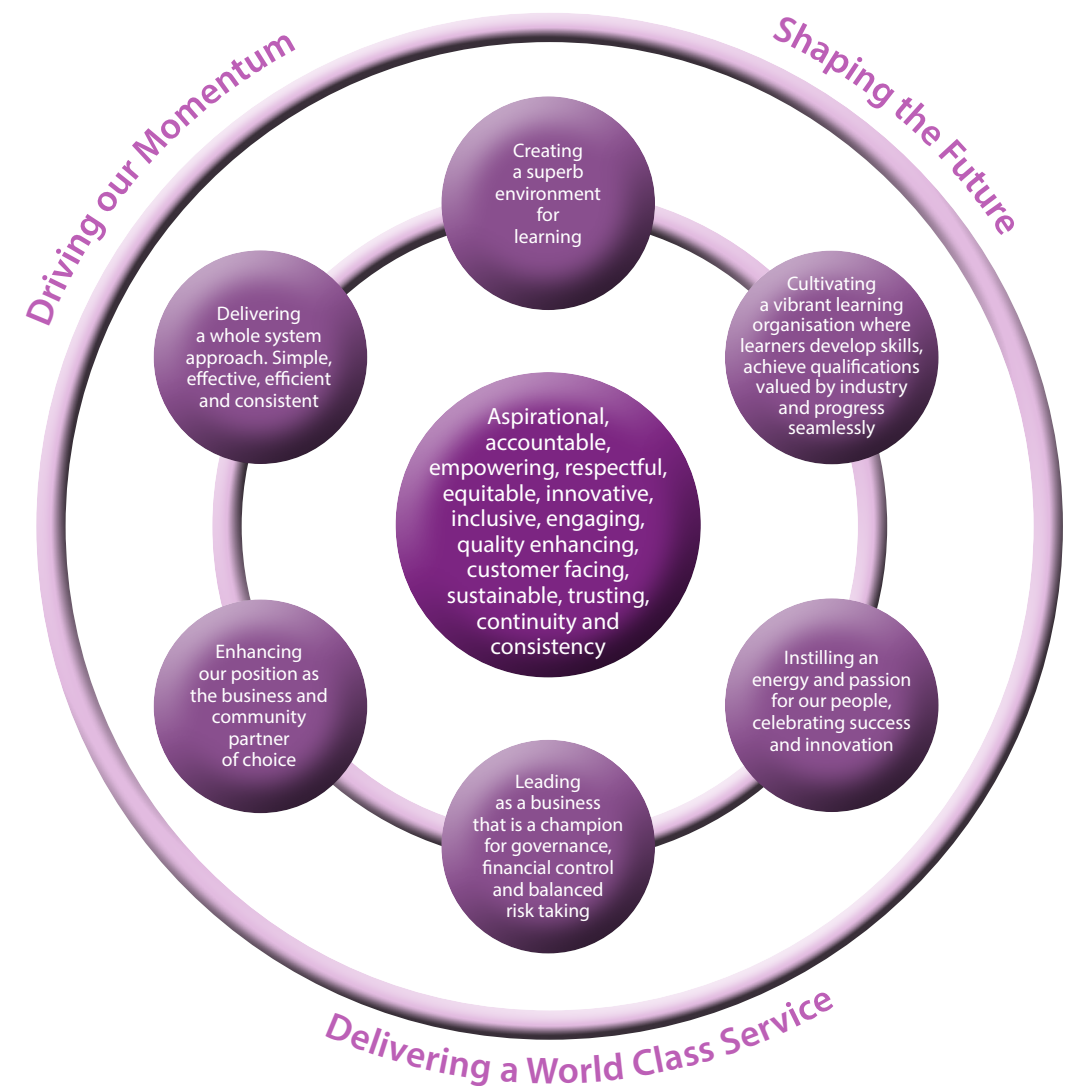 Driving our Momentum
Shaping the Future
Creating
a superb
environment
for
learning
Delivering
a whole system
approach. Simple,
effective, efficient
and consistent
Cultivating
a vibrant learning
organisation where
learners develop skills,
achieve qualifications
valued by industry
and progress
seamlessly
Aspirational,
accountable,
empowering, respectful,
equitable, innovative,
inclusive, engaging,
quality enhancing,
customer facing,
sustainable, trusting,
continuity and
consistency
Enhancing
our position as
the business and
community
partner
of choice
Instilling an
energy and passion
for our people,
celebrating success
and innovation
Leading
as a business
that is a champion
for governance,
financial control
and balanced
risk taking
Delivering a World Class Service